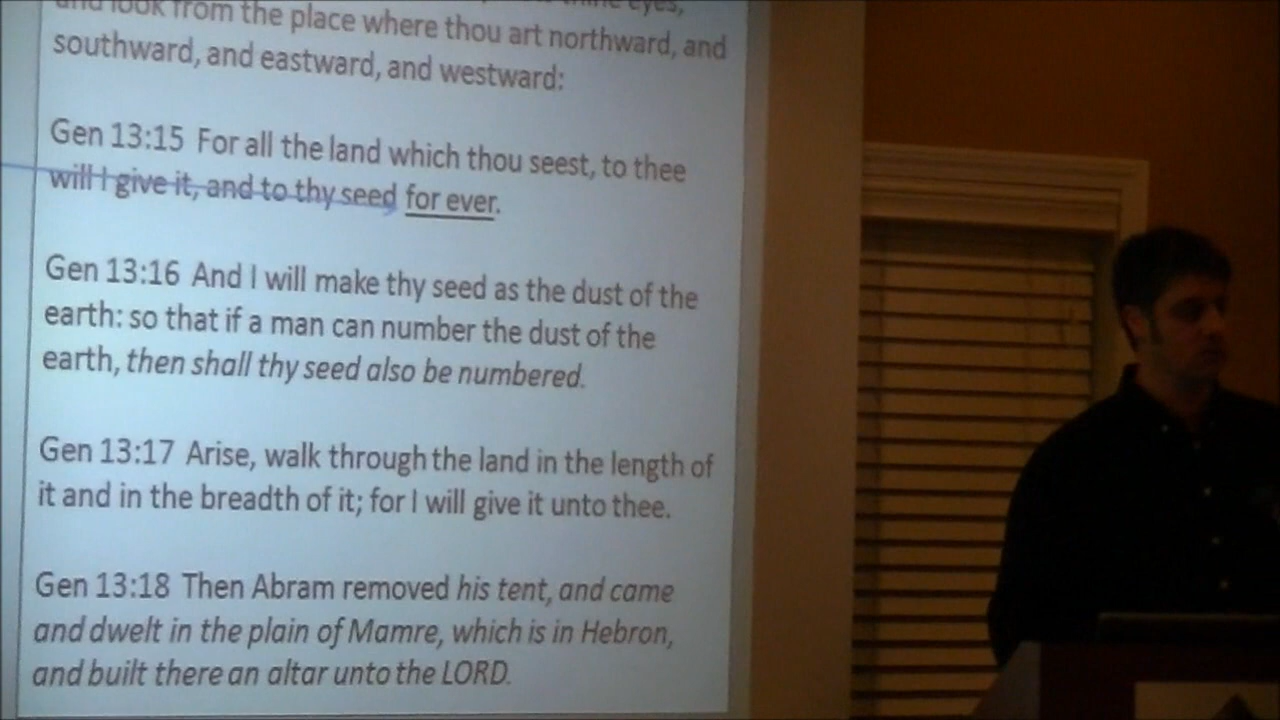 and look from the place where thou art northward, and
southward, and eastward, and westward:
Gen 13:15 For all the land which thou seest, to thee
will I give it, and to thy seed for ever.
Gen 13:16 And I will make thy seed as the dust of the
earth: so that if a man can number the dust of the
earth, then shall thy seed also be numbered.
Gen 13:17 Arise, walk through the land in the length of
it and in the breadth of it; for I will give it unto thee.
Gen 13:18 Then Abram removed his tent, and came
and dwelt in the plain of Mamre, which is in Hebron,
and built there an altar unto the LORD.